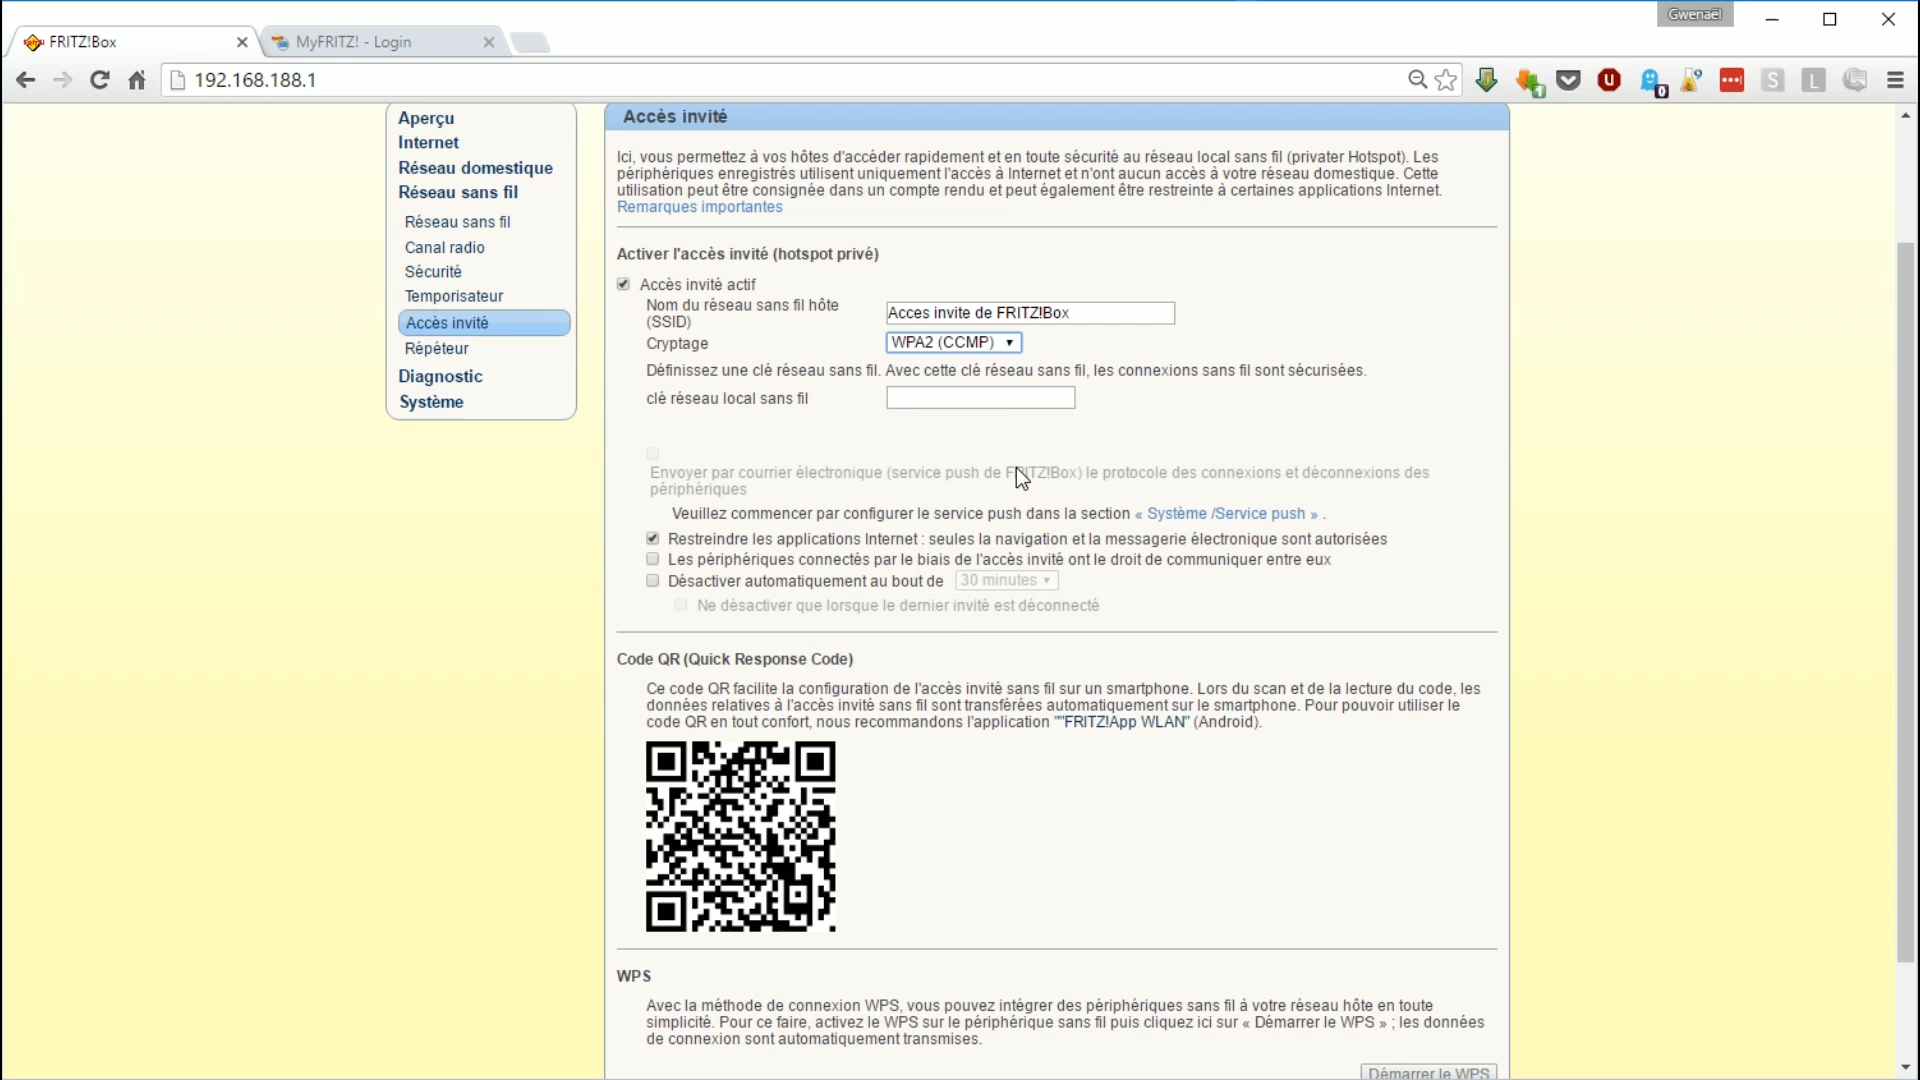 Gwenaël
FRITZ!Box
MyFRITZ! - Login
192.168.188.1
Aperçu
Internet
Réseau domestique
Réseau sans fil
Réseau sans fil
Canal radio
Sécurité
Temporisateur
Accès invité
Répéteur
Diagnostic
Système
Accès invité
Ici, vous permettez à vos hôtes d'accéder rapidement et en toute sécurité au réseau local sans fil (privater Hotspot). Les
périphériques enregistrés utilisent uniquement l'accès à Internet et n'ont aucun accès à votre réseau domestique. Cette
utilisation peut être consignée dans un compte rendu et peut également être restreinte à certaines applications Internet.
Remarques importantes
Activer l'accès invité (hotspot privé)
Accès invité actif
Nom du réseau sans fil hôte
(SSID)
Acces invite de FRITZ!Box
Cryptage
WPA2 (CCMP)
Définissez une clé réseau sans fil. Avec cette clé réseau sans fil, les connexions sans fil sont sécurisées.
clé réseau local sans fil
Envoyer par courrier électronique (service push de FRITZ!Box) le protocole des connexions et déconnexions des
périphériques
Veuillez commencer par configurer le service push dans la section « Système /Service push » .
Restreindre les applications Internet : seules la navigation et la messagerie électronique sont autorisées
Les périphériques connectés par le biais de l'accès invité ont le droit de communiquer entre eux
Désactiver automatiquement au bout de 30 minutes
Ne désactiver que lorsque le dernier invité est déconnecté
Code QR (Quick Response Code)
Ce code QR facilite la configuration de l'accès invité sans fil sur un smartphone. Lors du scan et de la lecture du code, les
données relatives à l'accès invité sans fil sont transférées automatiquement sur le smartphone. Pour pouvoir utiliser le
code QR en tout confort, nous recommandons l'application ""FRITZ!App WLAN" (Android).
WPS
Avec la méthode de connexion WPS, vous pouvez intégrer des périphériques sans fil à votre réseau hôte en toute
simplicité. Pour ce faire, activez le WPS sur le périphérique sans fil puis cliquez ici sur « Démarrer le WPS » ; les données
de connexion sont automatiquement transmises.
Démarrer le WPS